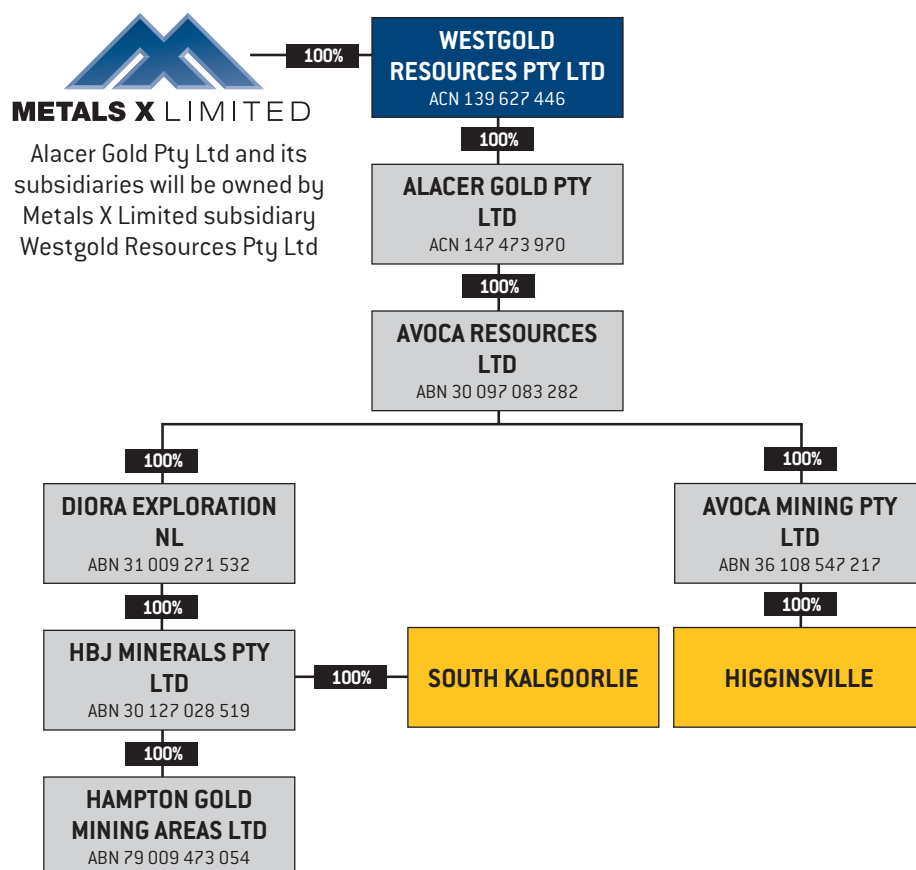 100%
WESTGOLD
RESOURCES PTY LTD
ACN 139 627 446
METALS X LIMITED
Alacer Gold Pty Ltd and its
subsidiaries will be owned by
Metals X Limited subsidiary
Westgold Resources Pty Ltd
100%
ALACER GOLD PTY
LTD
ACN 147 473 970
100%
AVOCA RESOURCES
LTD
ABN 30 097 083 282
100%
100%
DIORA EXPLORATION
NL
ABN 31 009 271 532
AVOCA MINING PTY
LTD
ABN 36 108 547 217
100%
100%
HBJ MINERALS PTY
LTD
ABN 30 127 028 519
100%
SOUTH KALGOORLIE
HIGGINSVILLE
100%
HAMPTON GOLD
MINING AREAS LTD
ABN 79 009 473 054